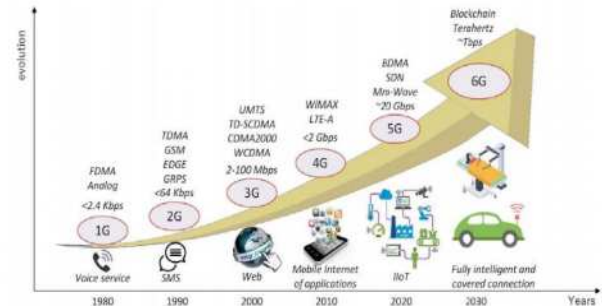 evolution
FDMA
Analog
<2.4 Kbps
1G
Voice service
TDMA
GSM
EDGE
GRPS
<64 Kbps
2G
SMS
UMTS
TD-SCDMA
CDMA2000
WCDMA
2-100 Mbps
3G
Web
WiMAX
LTE-A
<2 Gbps
4G
Mobile Internet
of applications
BDMA
SDN
Mm-Wave
~20 Gbps
5G
IIoT
Blockchain
Terahertz
~Tbps
6G
Fully intelligent and
covered connection
1980 1990 2000 2010 2020 2030 Years